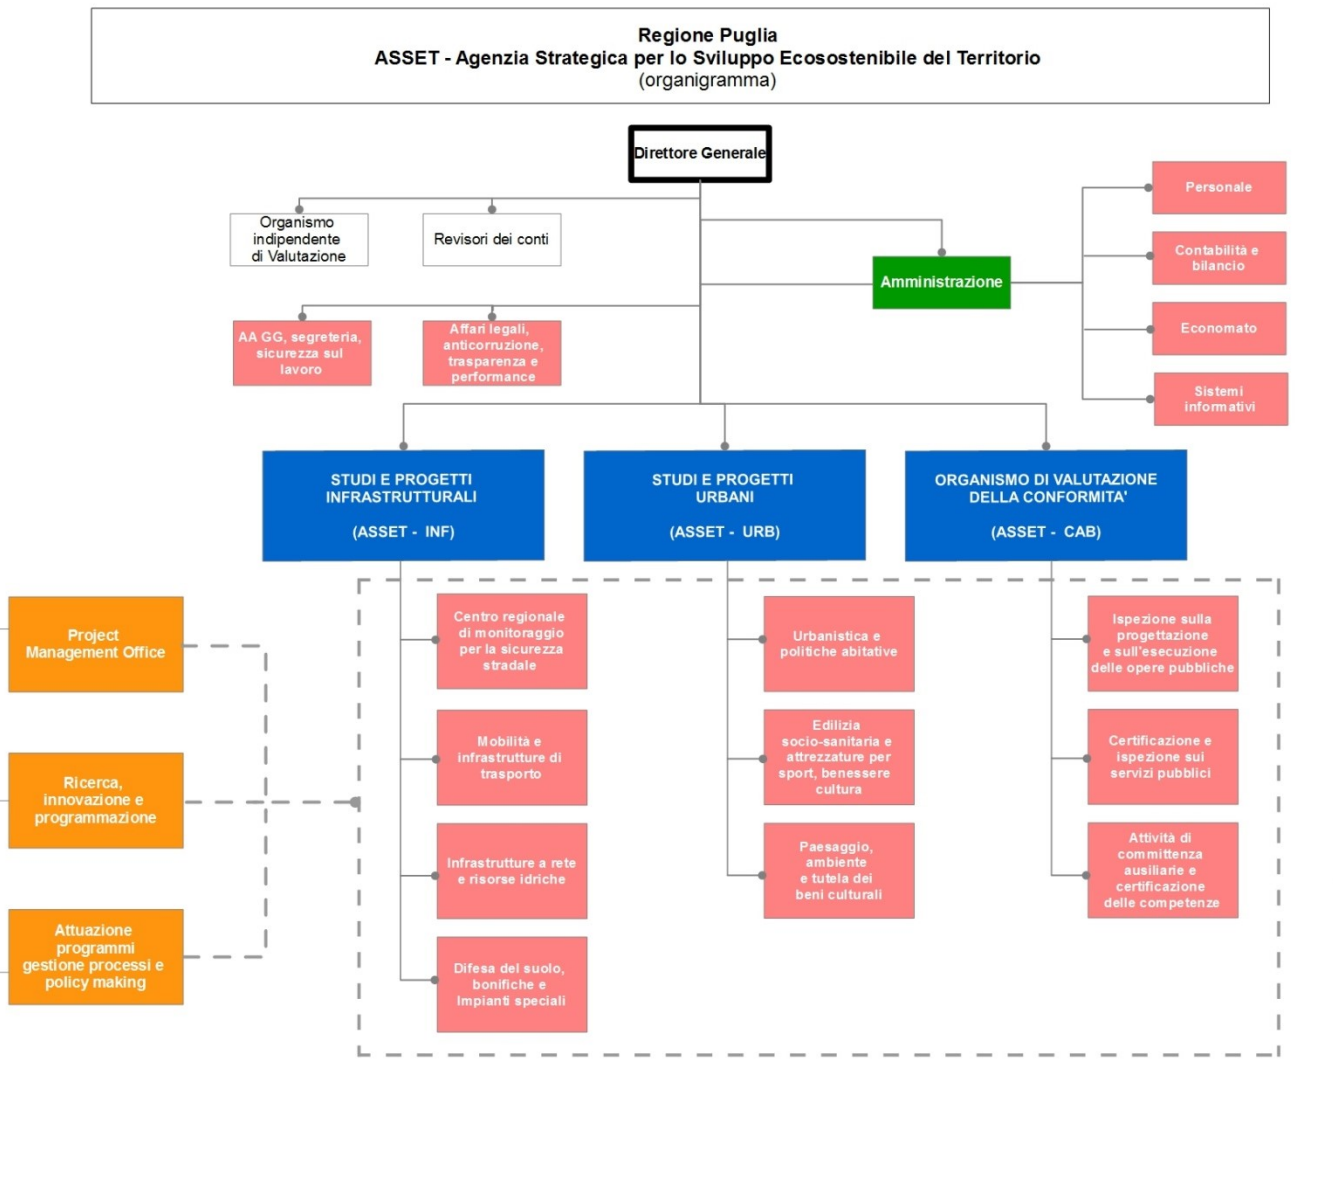 Regione Puglia
ASSET - Agenzia Strategica per lo Sviluppo Ecosostenibile del Territorio
(organigramma)
Direttore Generale
Organismo
indipendente
di Valutazione
Revisori dei conti
Amministrazione
Personale
Contabilità e
bilancio
Economato
Sistemi
informativi
AA GG, segreteria,
sicurezza sul
lavoro
Affari legali,
anticorruzione,
trasparenza e
performance
STUDI E PROGETTI
INFRASTRUTTURALI
(ASSET - INF)
STUDI E PROGETTI
URBANI
(ASSET - URB)
ORGANISMO DI VALUTAZIONE
DELLA CONFORMITA'
(ASSET - CAB)
Project
Management Office
Ricerca,
innovazione e
programmazione
Attuazione
programmi
gestione processi e
policy making
Centro regionale
di monitoraggio
per la sicurezza
stradale
Mobilità e
infrastrutture di
trasporto
Infrastrutture a rete
e risorse idriche
Difesa del suolo,
bonifiche e
Impianti speciali
Urbanistica e
politiche abitative
Edilizia
socio-sanitaria e
attrezzature per
sport, benessere
cultura
Paesaggio,
ambiente
e tutela dei
beni culturali
Ispezione sulla
progettazione
e sull'esecuzione
delle opere pubbliche
Certificazione e
ispezione sui
servizi pubblici
Attività di
committenza
ausiliarie e
certificazione
delle competenze